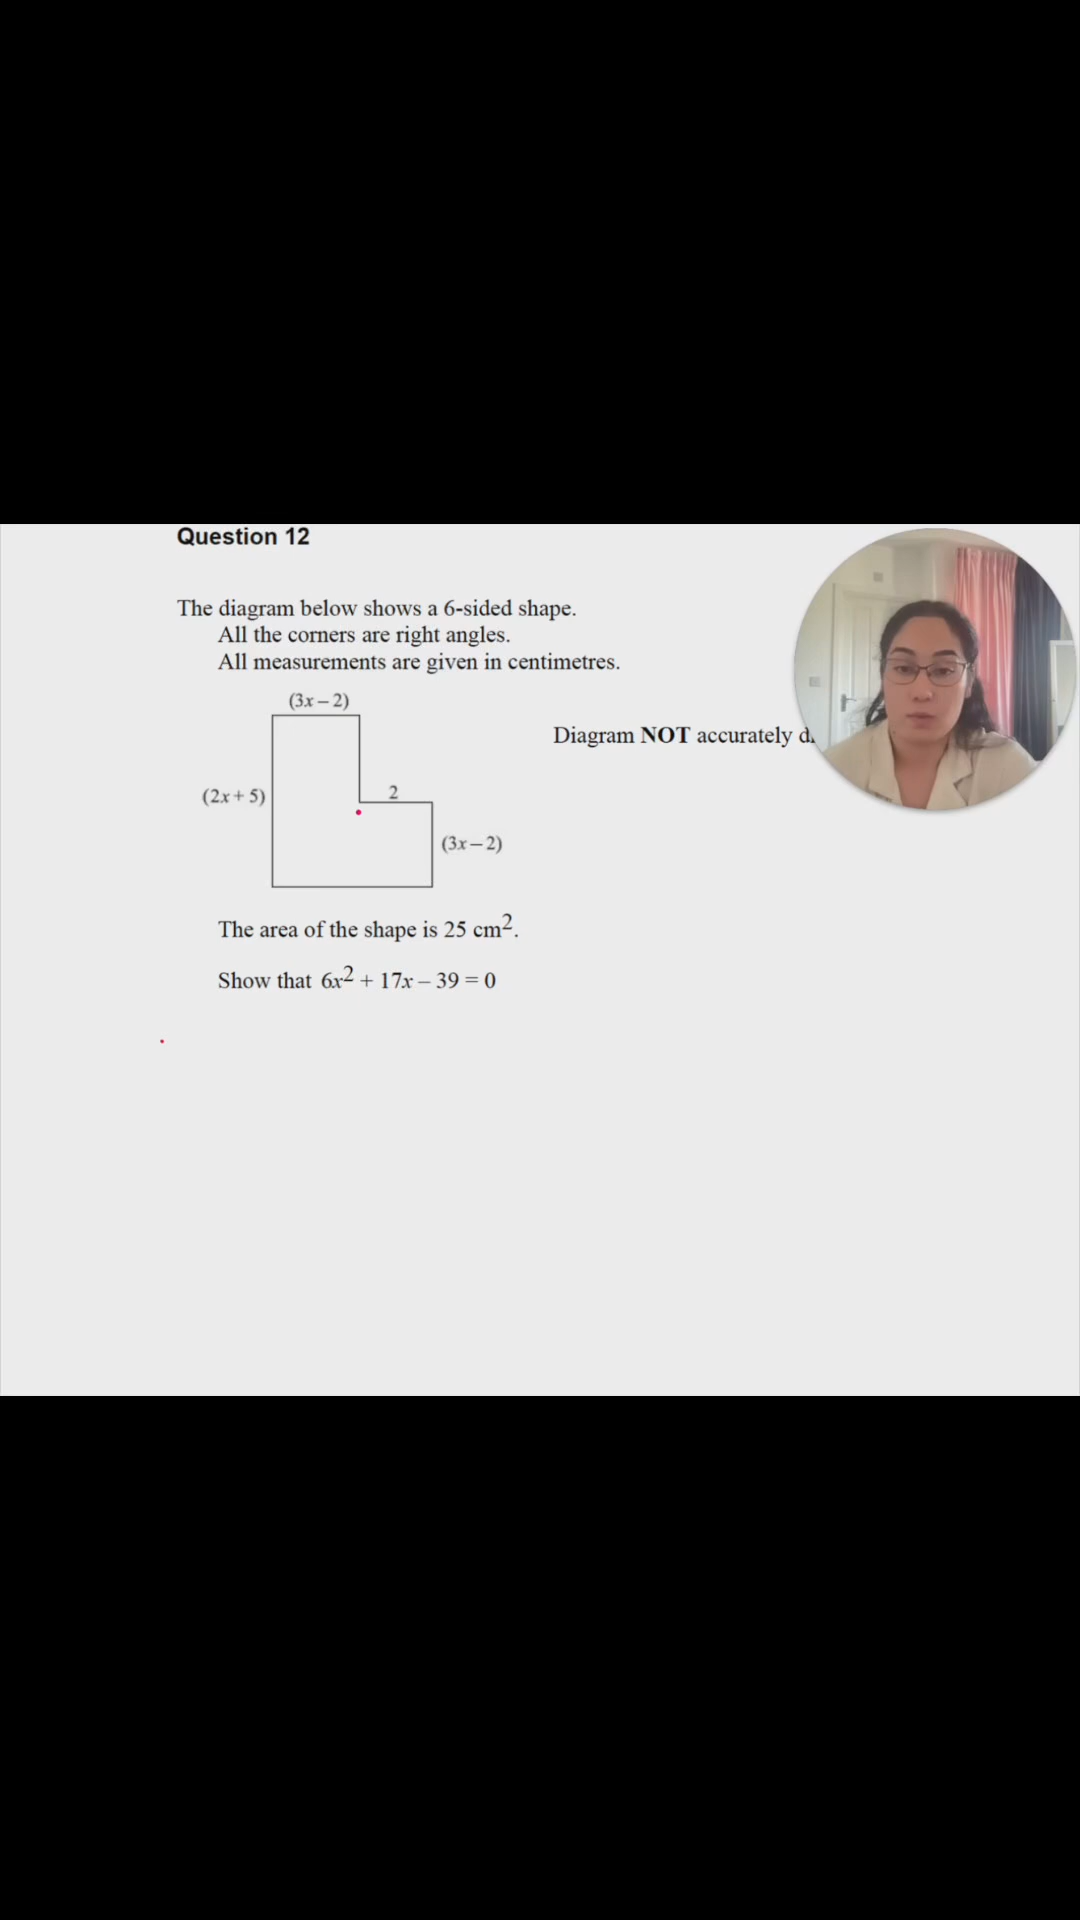 Question 12
The diagram below shows a 6-sided shape.
All the corners are right angles.
All measurements are given in centimetres.
(3x – 2)
Diagram NOT accurately
(2x + 5)
2
(3x – 2)
The area of the shape is 25 cm².
Show that 6x² + 17x – 39 = 0